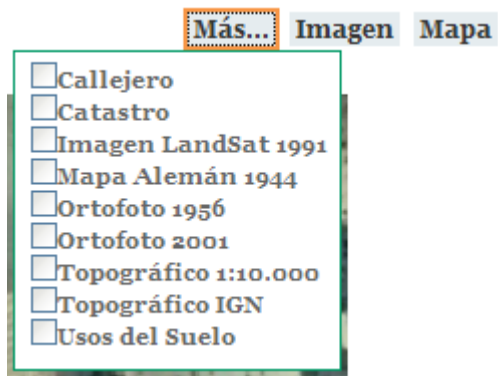 Más... Imagen Mapa
Callejero
Catastro
Imagen LandSat 1991
Mapa Alemán 1944
Ortofoto 1956
Ortofoto 2001
Topográfico 1:10.000
Topográfico IGN
Usos del Suelo